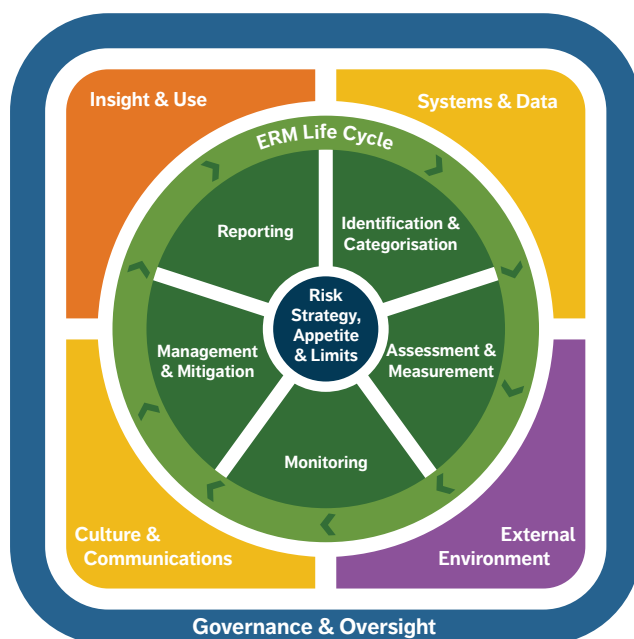 Insight & Use
Systems & Data
ERM Life Cycle
Reporting
Identification &
Categorisation
Risk
Strategy,
Appetite
& Limits
Management
& Mitigation
Assessment &
Measurement
Monitoring
Culture &
Communications
External
Environment
Governance & Oversight